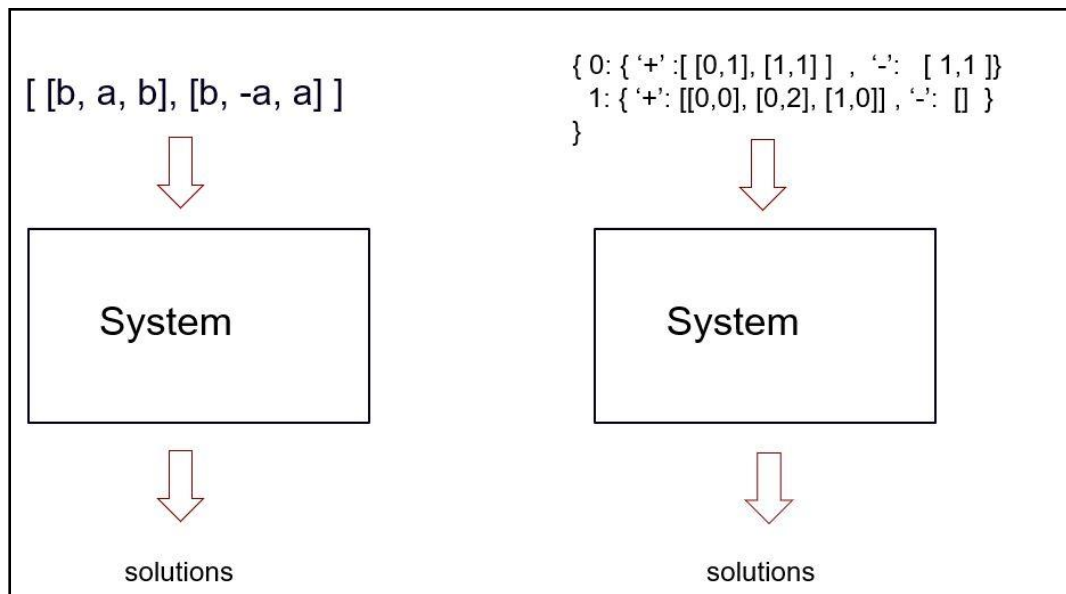 [ [b, a, b], [b, -a, a] ]
System
solutions
{ 0: { ‘+’ :[ [0,1], [1,1] ] , ‘-’: [ 1,1 ]}
1: { ‘+’: [[0,0], [0,2], [1,0]] , ‘-’: [] }
}
System
solutions